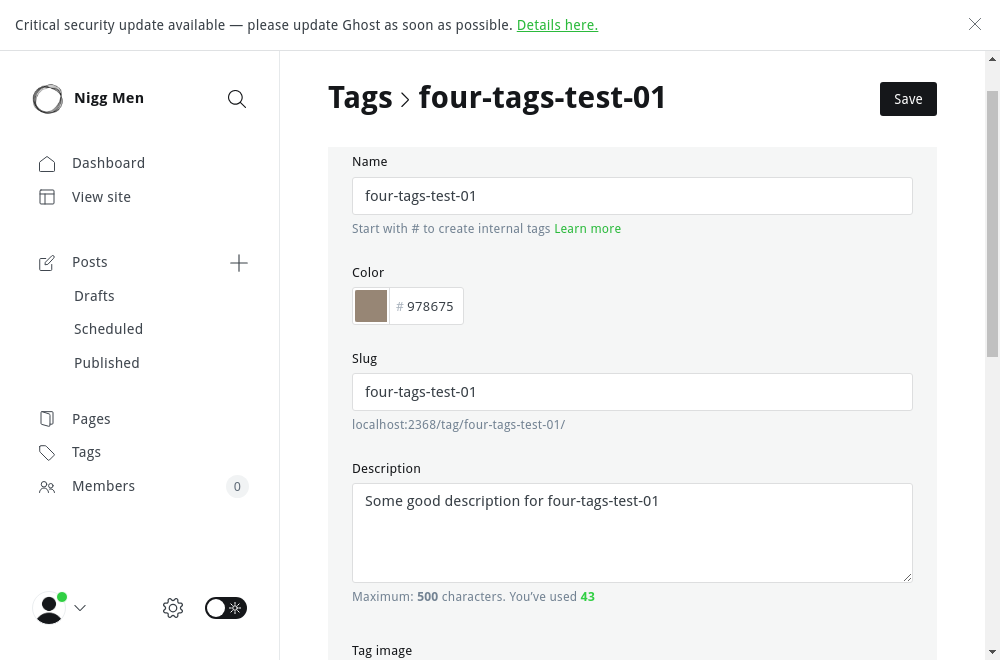 Critical security update available — please update Ghost as soon as possible. Details here.
Nigg Men
Dashboard
View site
Posts
Drafts
Scheduled
Published
Pages
Tags
Members
0
Tags > four-tags-test-01
Save
Name
four-tags-test-01
Start with # to create internal tags Learn more
Color
# 978675
Slug
four-tags-test-01
localhost:2368/tag/four-tags-test-01/
Description
Some good description for four-tags-test-01
Maximum: 500 characters. You’ve used 43
Tag image